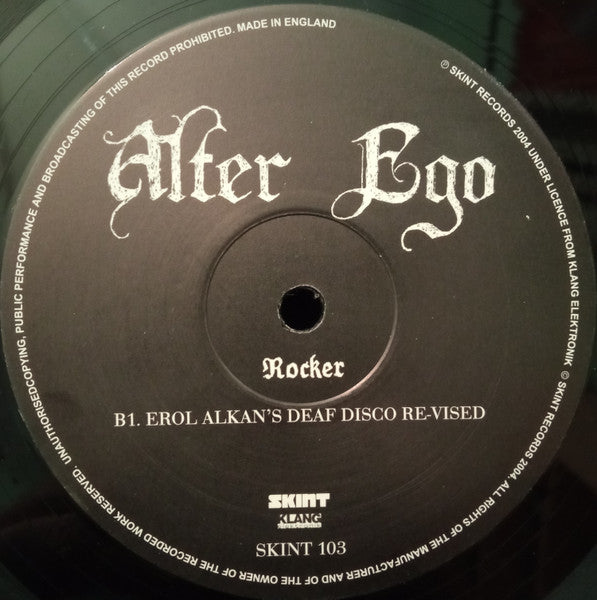 Alter Ego
Rocker
B1. EROL ALKAN'S DEAF DISCO RE-VISED
SKINT
KLANG
SKINT 103
℗ SKINT RECORDS 2004 UNDER LICENCE FROM KLANG ELEKTRONIK © SKINT RECORDS 2004. ALL RIGHTS OF THE MANUFACTURER AND OF THE OWNER OF THE RECORDED WORK RESERVED. UNAUTHORISEDCOPYING, PUBLIC PERFORMANCE AND BROADCASTING OF THIS RECORD PROHIBITED. MADE IN ENGLAND